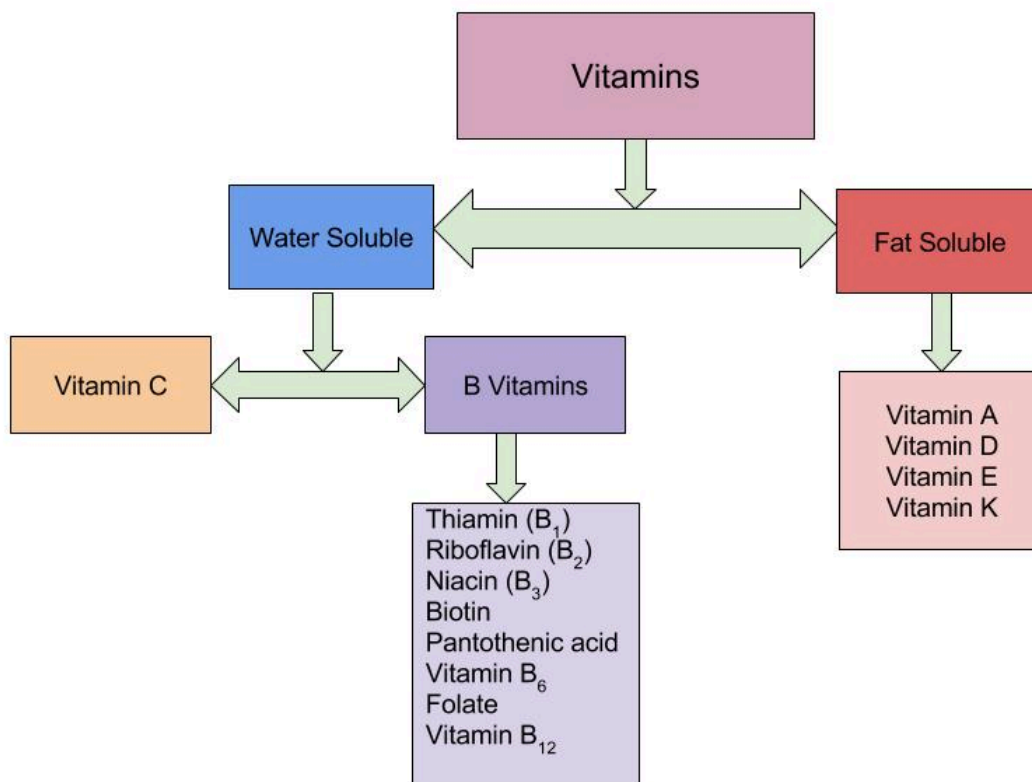 Vitamins
Water Soluble
Fat Soluble
Vitamin C
B Vitamins
Vitamin A
Vitamin D
Vitamin E
Vitamin K
Thiamin (B₁)
Riboflavin (B₂)
Niacin (B₃)
Biotin
Pantothenic acid
Vitamin B₆
Folate
Vitamin B₁₂